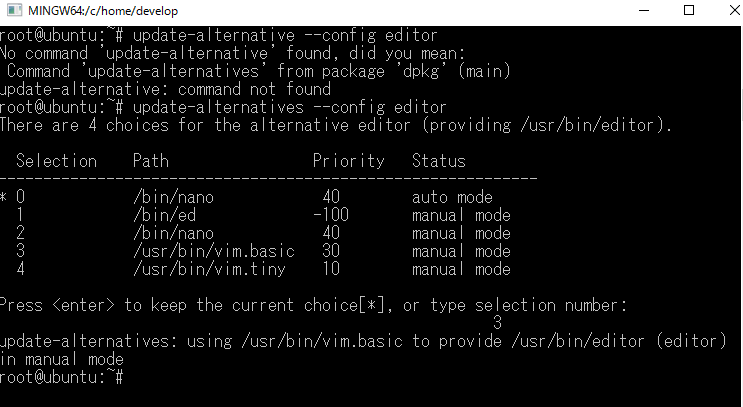 MINGW64:/c/home/develop
root@ubuntu:~# update-alternative --config editor
No command 'update-alternative' found, did you mean:
 Command 'update-alternatives' from package 'dpkg' (main)
update-alternative: command not found
root@ubuntu:~# update-alternatives --config editor
There are 4 choices for the alternative editor (providing /usr/bin/editor).
  Selection    Path                Priority   Status
------------------------------------------------------------
* 0            /bin/nano            40        auto mode
  1            /bin/ed             -100       manual mode
  2            /bin/nano            40        manual mode
  3            /usr/bin/vim.basic   30        manual mode
  4            /usr/bin/vim.tiny    10        manual mode
Press <enter> to keep the current choice[*], or type selection number:
3
update-alternatives: using /usr/bin/vim.basic to provide /usr/bin/editor (editor)
in manual mode
root@ubuntu:~#